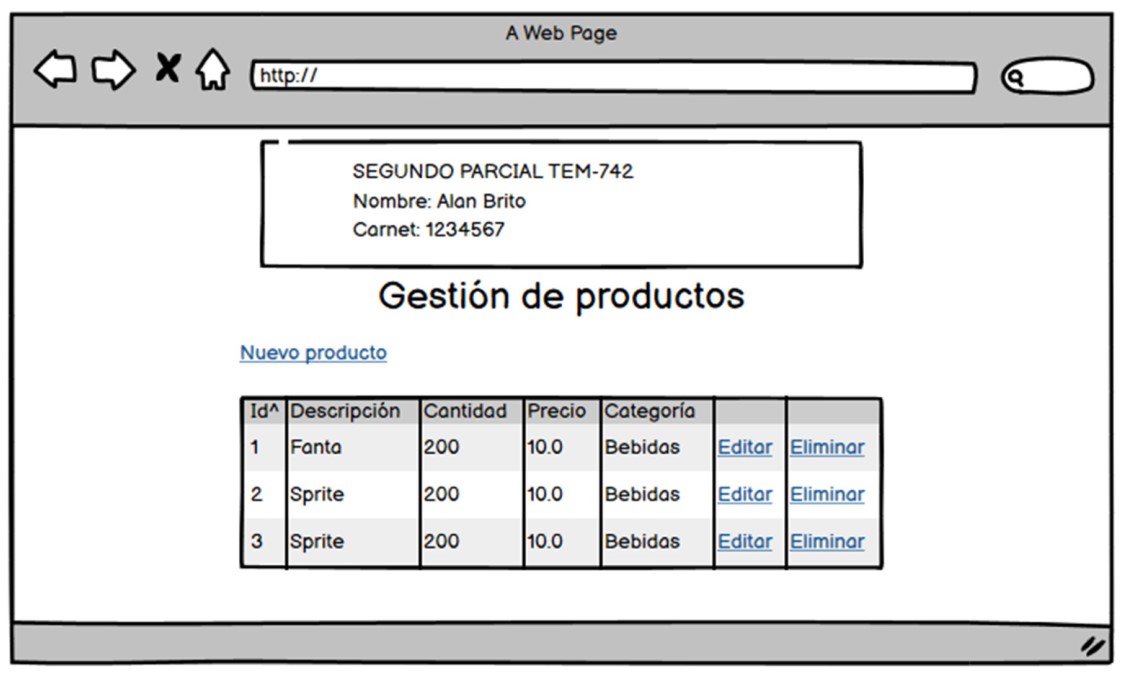 A Web Page
http://
SEGUNDO PARCIAL TEM-742
Nombre: Alan Brito
Carnet: 1234567
Gestión de productos
Nuevo producto
Id^ Descripción Cantidad Precio Categoría
1 Fanta 200 10.0 Bebidas Editar Eliminar
2 Sprite 200 10.0 Bebidas Editar Eliminar
3 Sprite 200 10.0 Bebidas Editar Eliminar